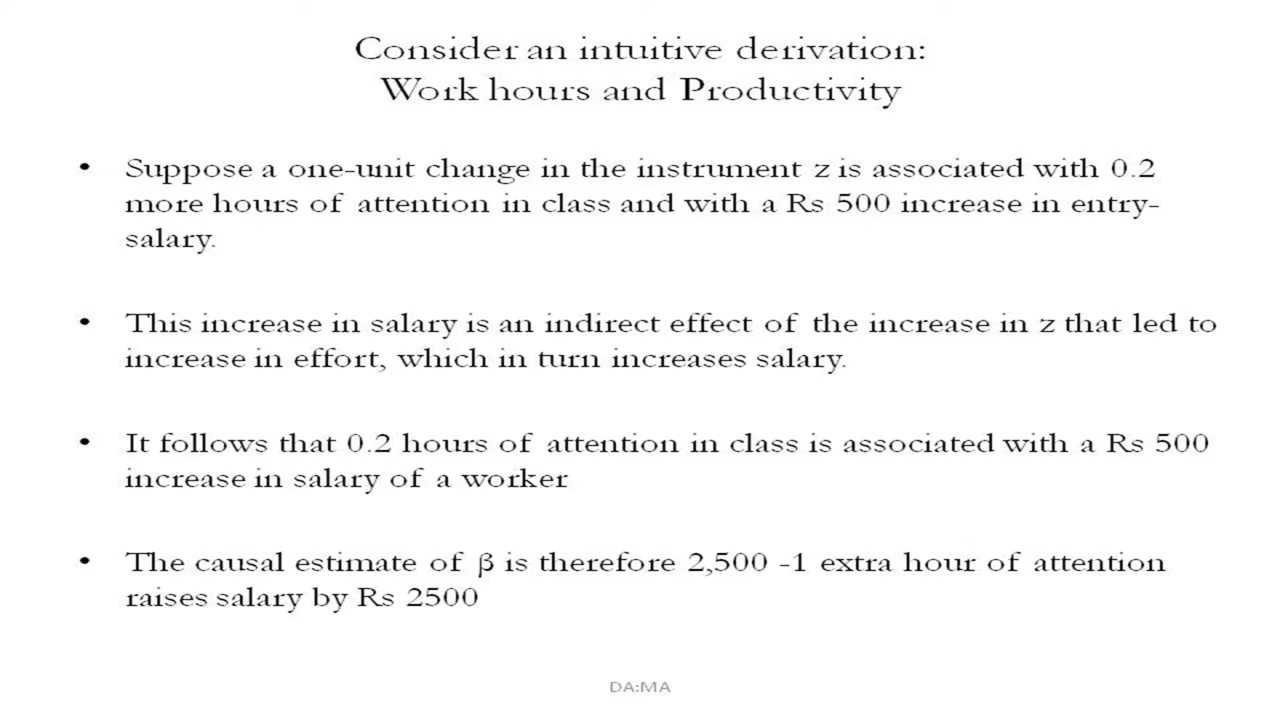 Consider an intuitive derivation:
Work hours and Productivity
• Suppose a one-unit change in the instrument z is associated with 0.2
more hours of attention in class and with a Rs 500 increase in entry-
salary.
• This increase in salary is an indirect effect of the increase in z that led to
increase in effort, which in turn increases salary.
• It follows that 0.2 hours of attention in class is associated with a Rs 500
increase in salary of a worker
• The causal estimate of β is therefore 2,500 -1 extra hour of attention
raises salary by Rs 2500
DA:MA